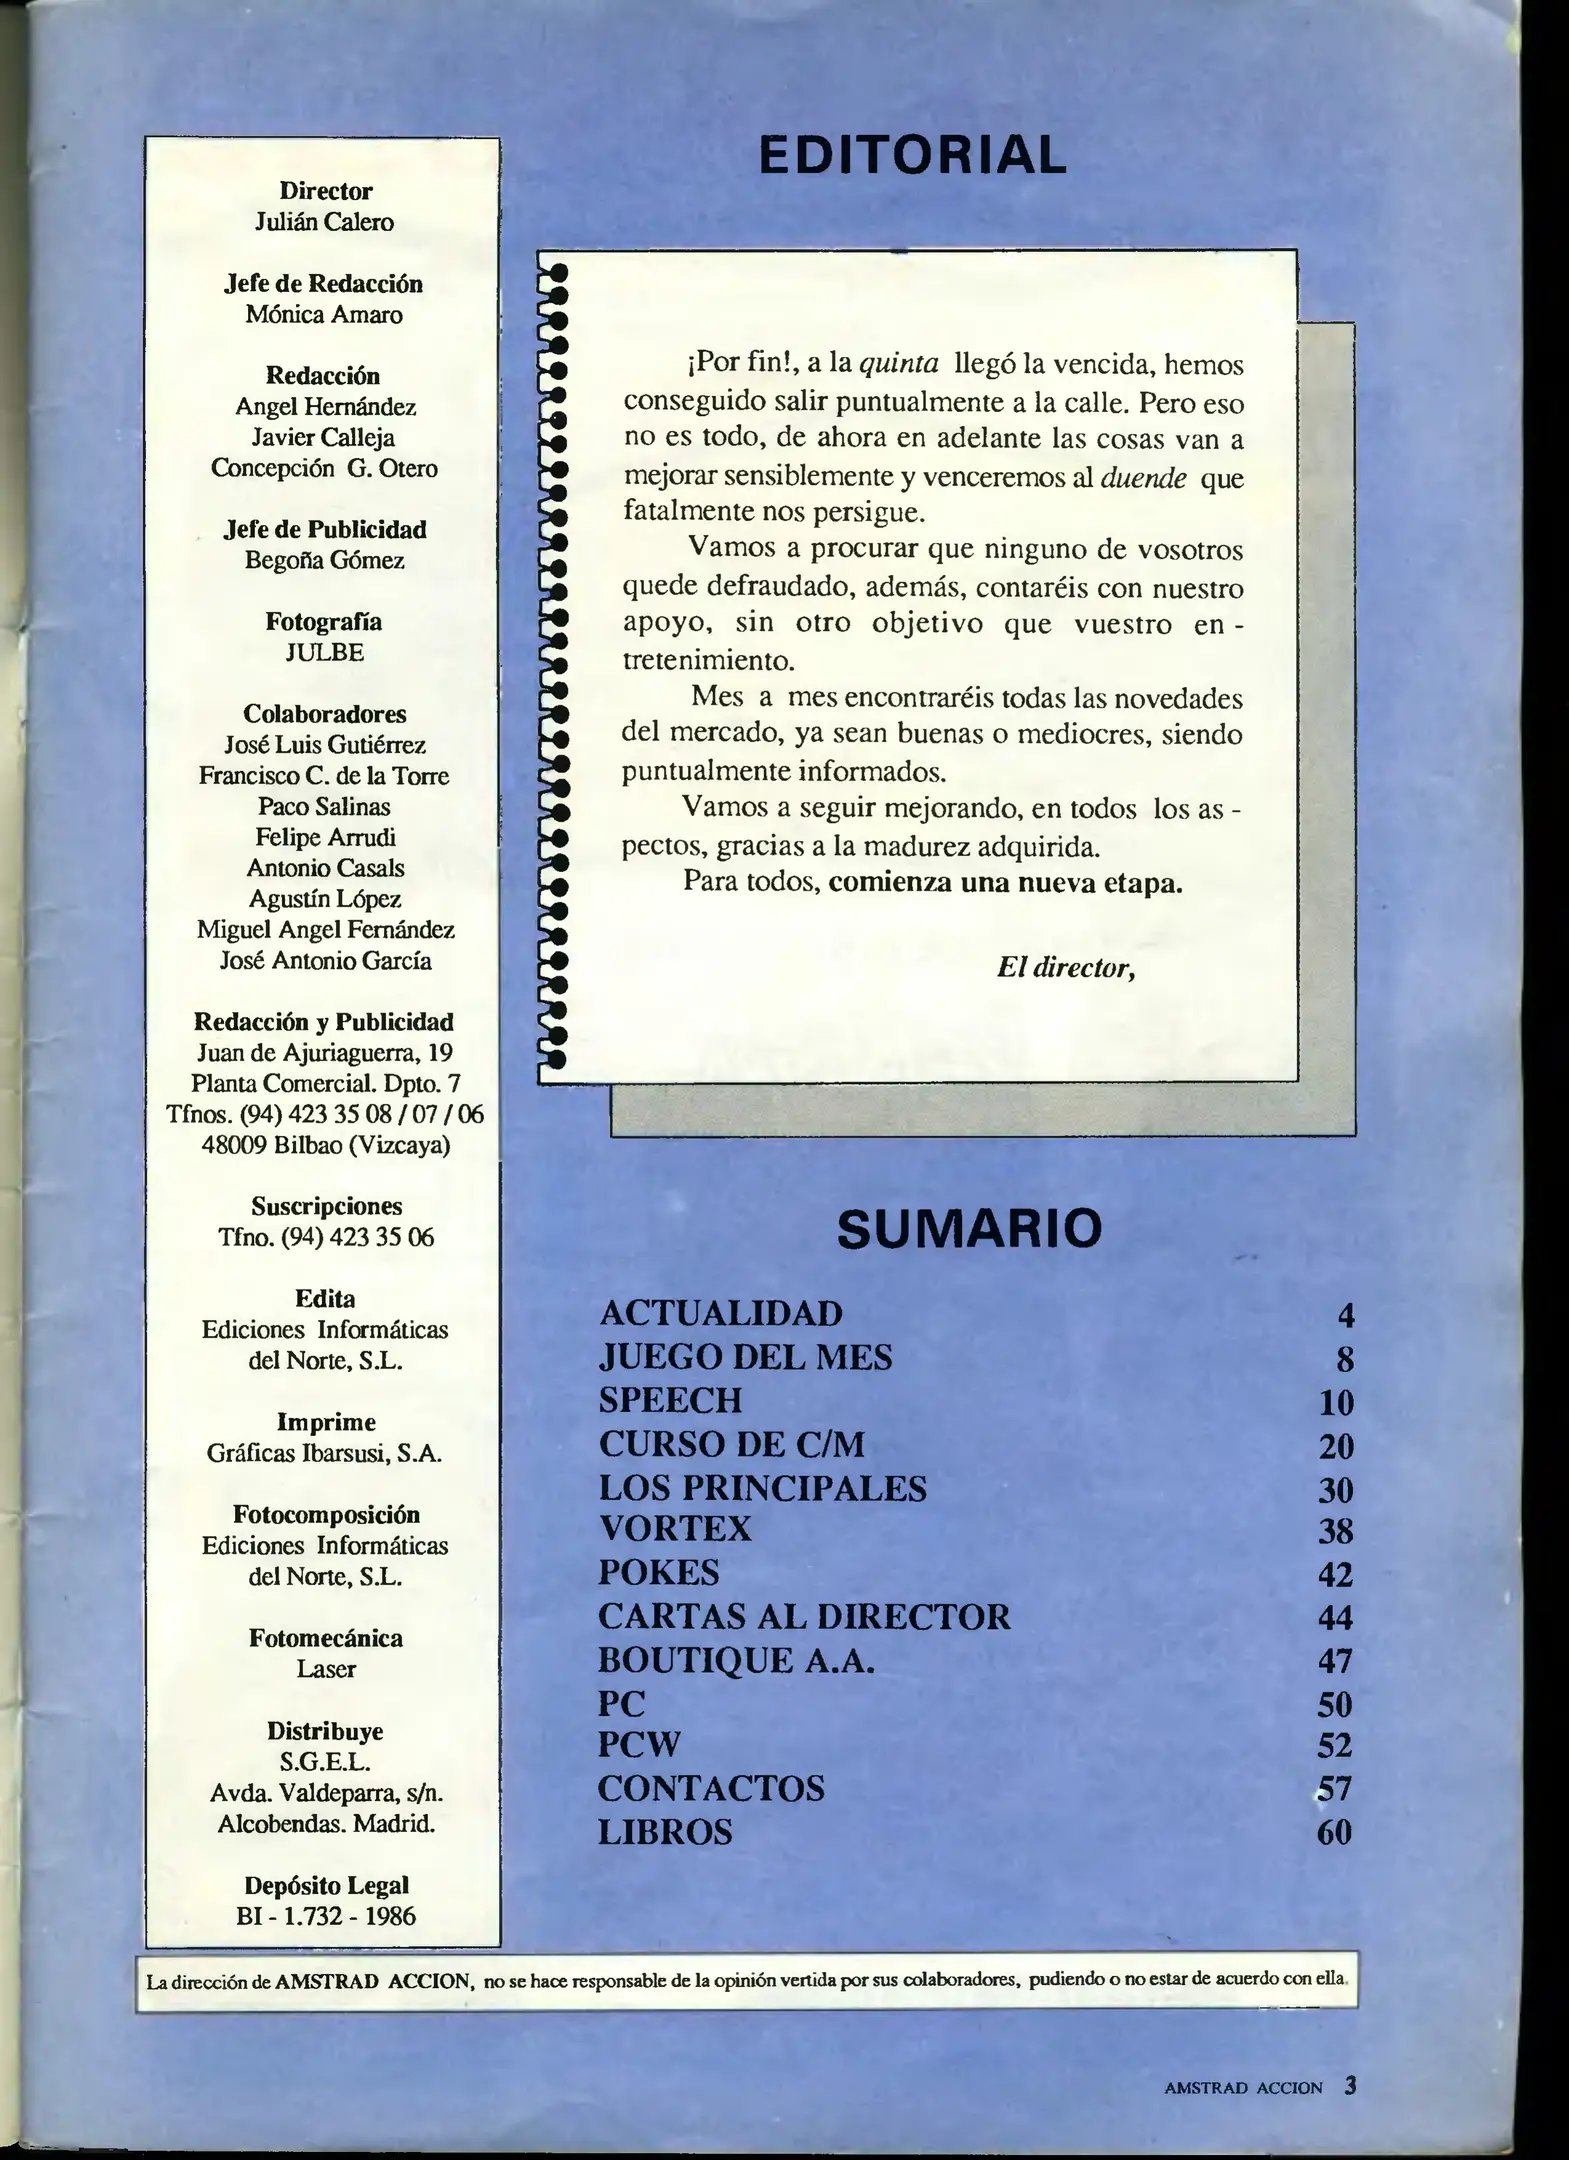 Director
Julián Calero
Jefe de Redacción
Mónica Amaro
Redacción
Angel Hernández
Javier Calleja
Concepción G. Otero
Jefe de Publicidad
Begoña Gómez
Fotografía
JULBE
Colaboradores
José Luis Gutiérrez
Francisco C. de la Torre
Paco Salinas
Felipe Arrudi
Antonio Casals
Agustín López
Miguel Angel Fernández
José Antonio García
Redacción y Publicidad
Juan de Ajuriaguerra, 19
Planta Comercial. Dpto. 7
Tfnos. (94) 423 35 08 / 07 / 06
48009 Bilbao (Vizcaya)
Suscripciones
Tfno. (94) 423 35 06
Edita
Ediciones Informáticas
del Norte, S.L.
Imprime
Gráficas Ibarsusi, S.A.
Fotocomposición
Ediciones Informáticas
del Norte, S.L.
Fotomecánica
Laser
Distribuye
S.G.E.L.
Avda. Valdeparra, s/n.
Alcobendas. Madrid.
Depósito Legal
BI - 1.732 - 1986
EDITORIAL
¡Por fin!, a la quinta llegó la vencida, hemos
conseguido salir puntualmente a la calle. Pero eso
no es todo, de ahora en adelante las cosas van a
mejorar sensiblemente y venceremos al duende que
fatalmente nos persigue.
Vamos a procurar que ninguno de vosotros
quede defraudado, además, contaréis con nuestro
apoyo, sin otro objetivo que vuestro en -
tretenimiento.
Mes a mes encontraréis todas las novedades
del mercado, ya sean buenas o mediocres, siendo
puntualmente informados.
Vamos a seguir mejorando, en todos los as -
pectos, gracias a la madurez adquirida.
Para todos, comienza una nueva etapa.
El director,
SUMARIO
ACTUALIDAD 4
JUEGO DEL MES 8
SPEECH 10
CURSO DE C/M 20
LOS PRINCIPALES 30
VORTEX 38
POKES 42
CARTAS AL DIRECTOR 44
BOUTIQUE A.A. 47
PC 50
PCW 52
CONTACTOS 57
LIBROS 60
La dirección de AMSTRAD ACCION, no se hace responsable de la opinión vertida por sus colaboradores, pudiendo o no estar de acuerdo con ella.
AMSTRAD ACCION 3